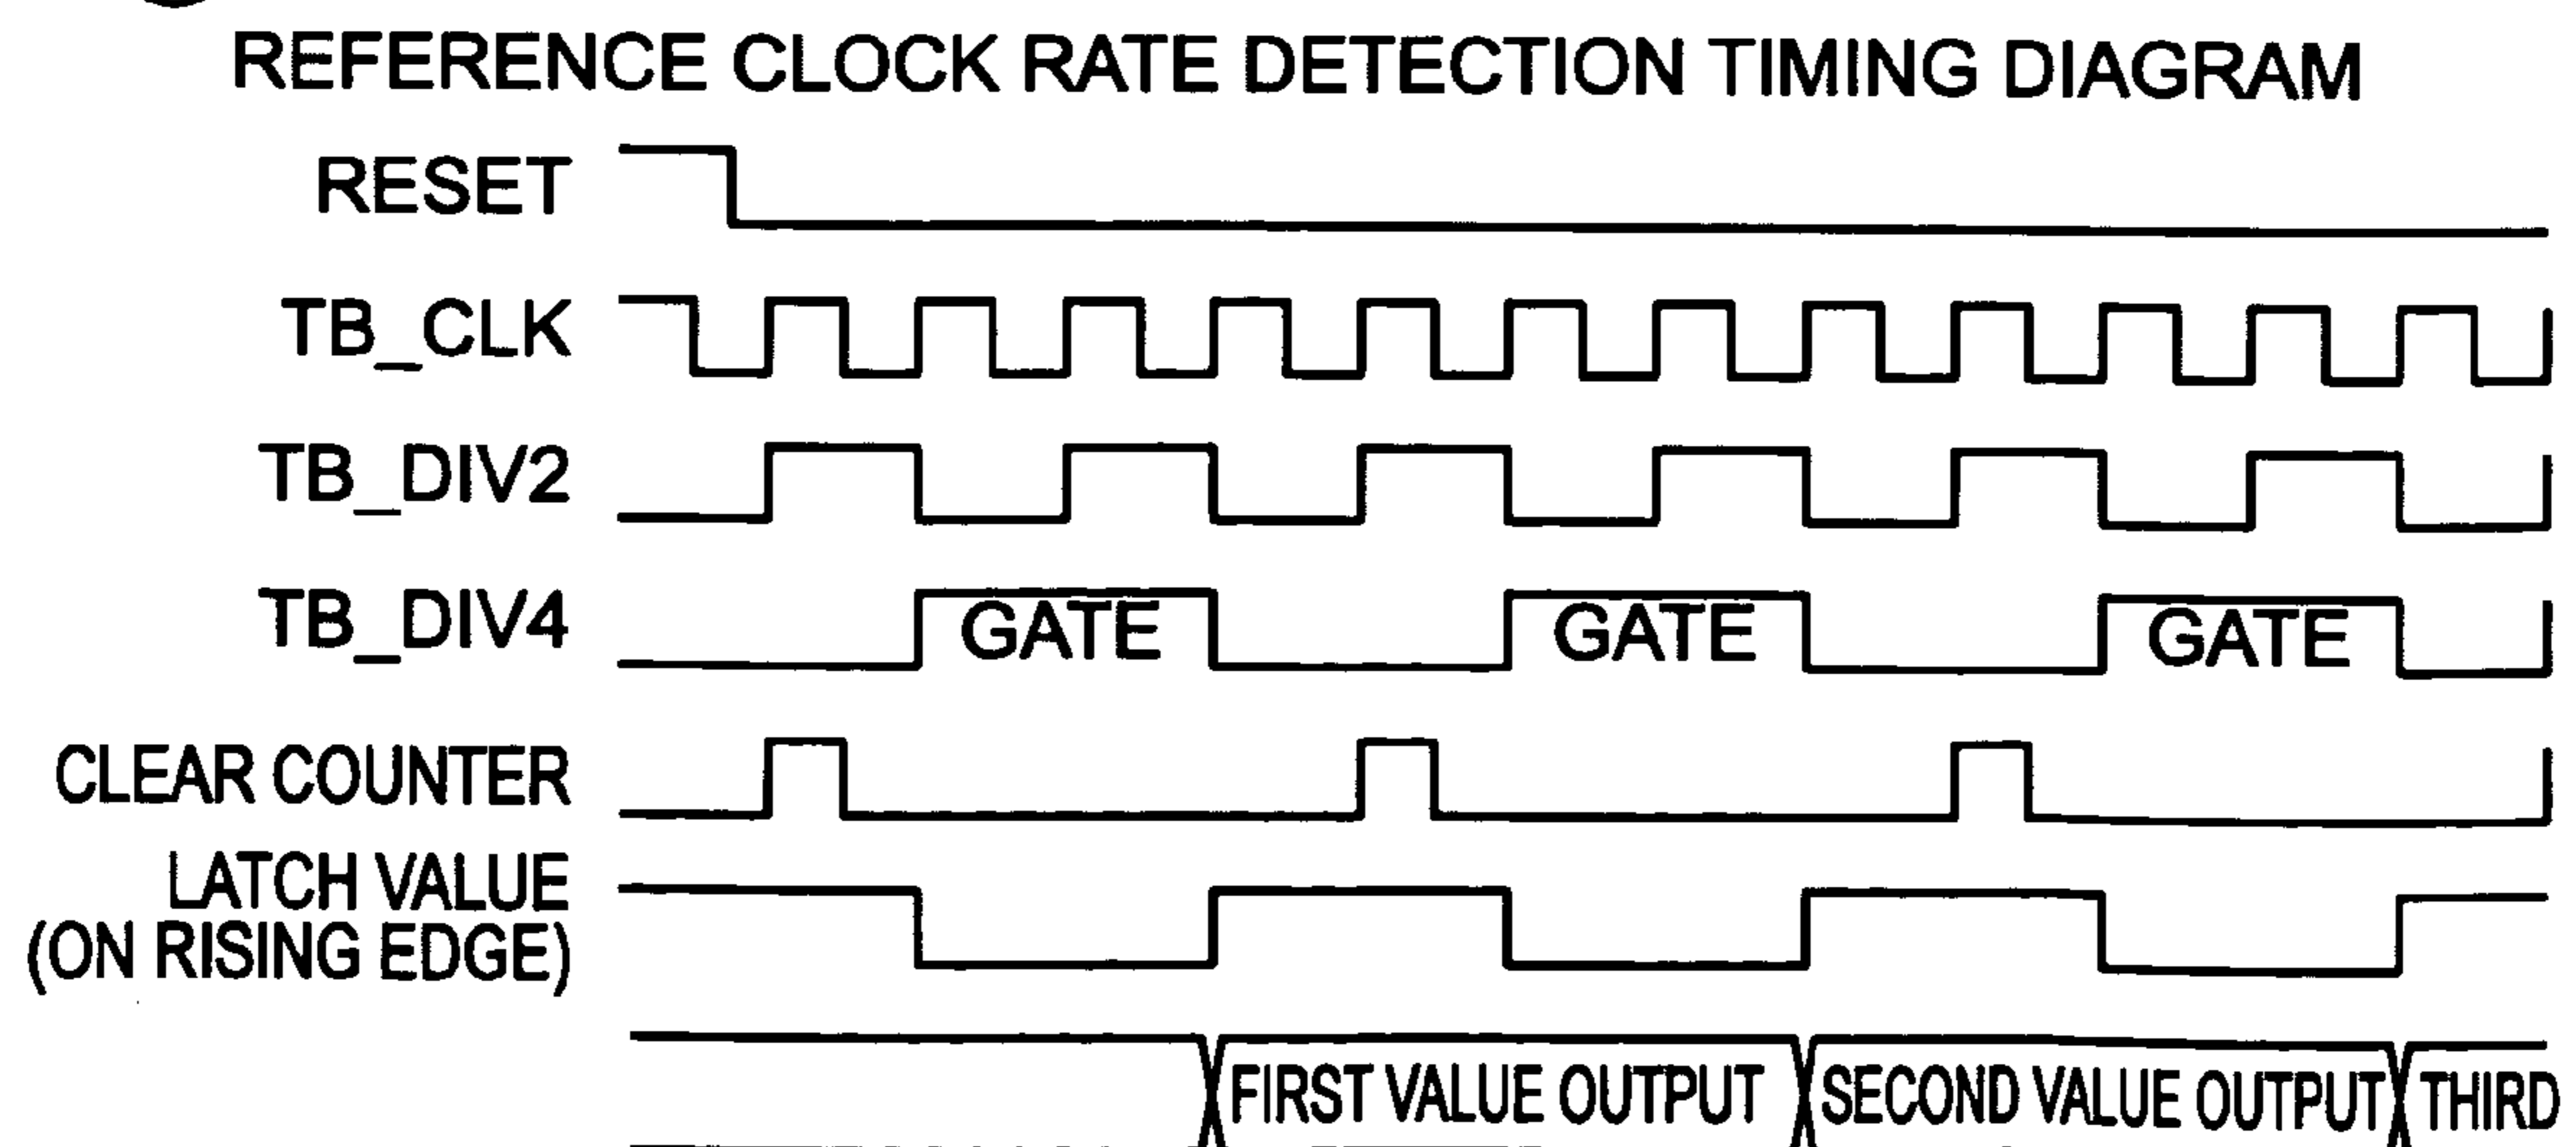 REFERENCE CLOCK RATE DETECTION TIMING DIAGRAM
RESET
TB_CLK
TB_DIV2
TB_DIV4
GATE GATE GATE
CLEAR COUNTER
LATCH VALUE
(ON RISING EDGE)
FIRST VALUE OUTPUT SECOND VALUE OUTPUT THIRD